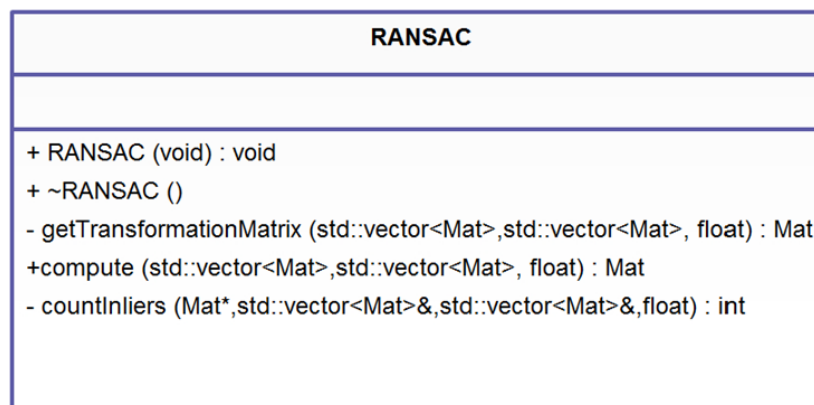 RANSAC
+ RANSAC (void) : void
+ ~RANSAC ()
- getTransformationMatrix (std::vector<Mat>,std::vector<Mat>, float) : Mat
+compute (std::vector<Mat>,std::vector<Mat>, float) : Mat
- countInliers (Mat*,std::vector<Mat>&,std::vector<Mat>&,float) : int